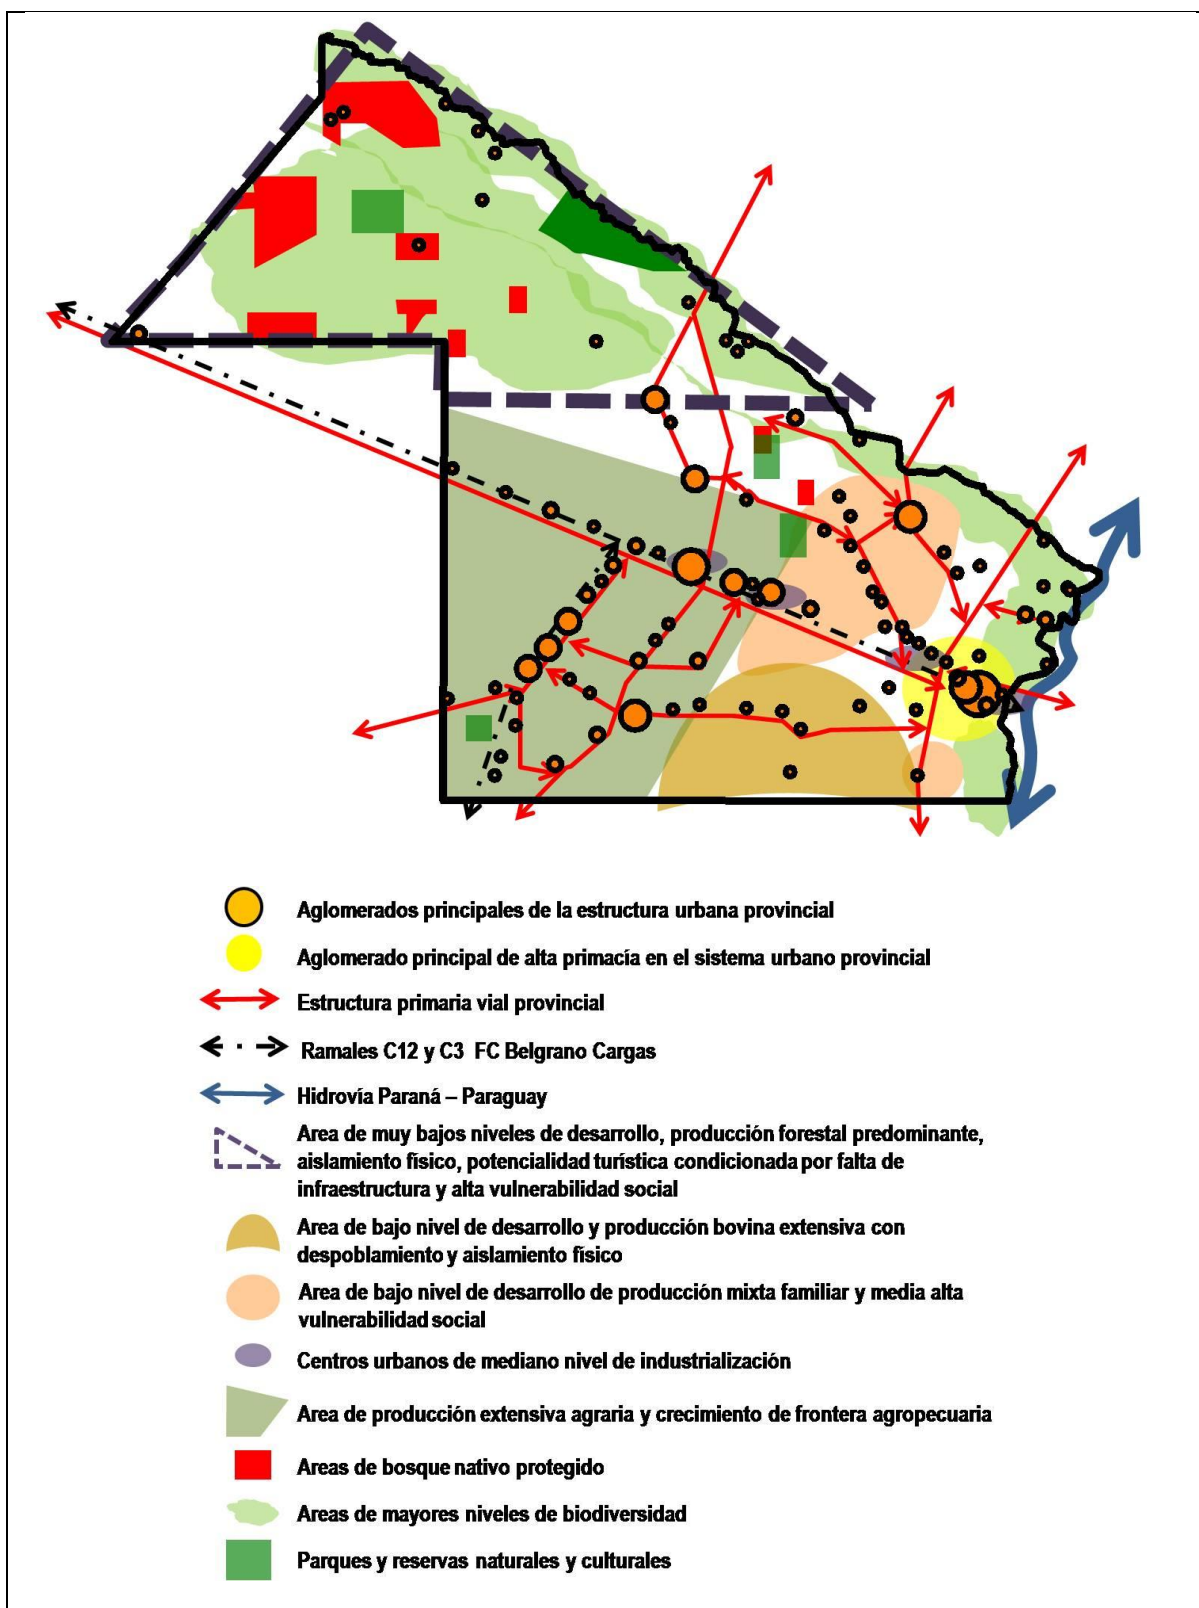 Aglomerados principales de la estructura urbana provincial
Aglomerado principal de alta primacía en el sistema urbano provincial
Estructura primaria vial provincial
Ramales C12 y C3 FC Belgrano Cargas
Hidrovía Paraná – Paraguay
Area de muy bajos niveles de desarrollo, producción forestal predominante,
aislamiento físico, potencialidad turística condicionada por falta de
infraestructura y alta vulnerabilidad social
Area de bajo nivel de desarrollo y producción bovina extensiva con
despoblamiento y aislamiento físico
Area de bajo nivel de desarrollo de producción mixta familiar y media alta
vulnerabilidad social
Centros urbanos de mediano nivel de industrialización
Area de producción extensiva agraria y crecimiento de frontera agropecuaria
Areas de bosque nativo protegido
Areas de mayores niveles de biodiversidad
Parques y reservas naturales y culturales